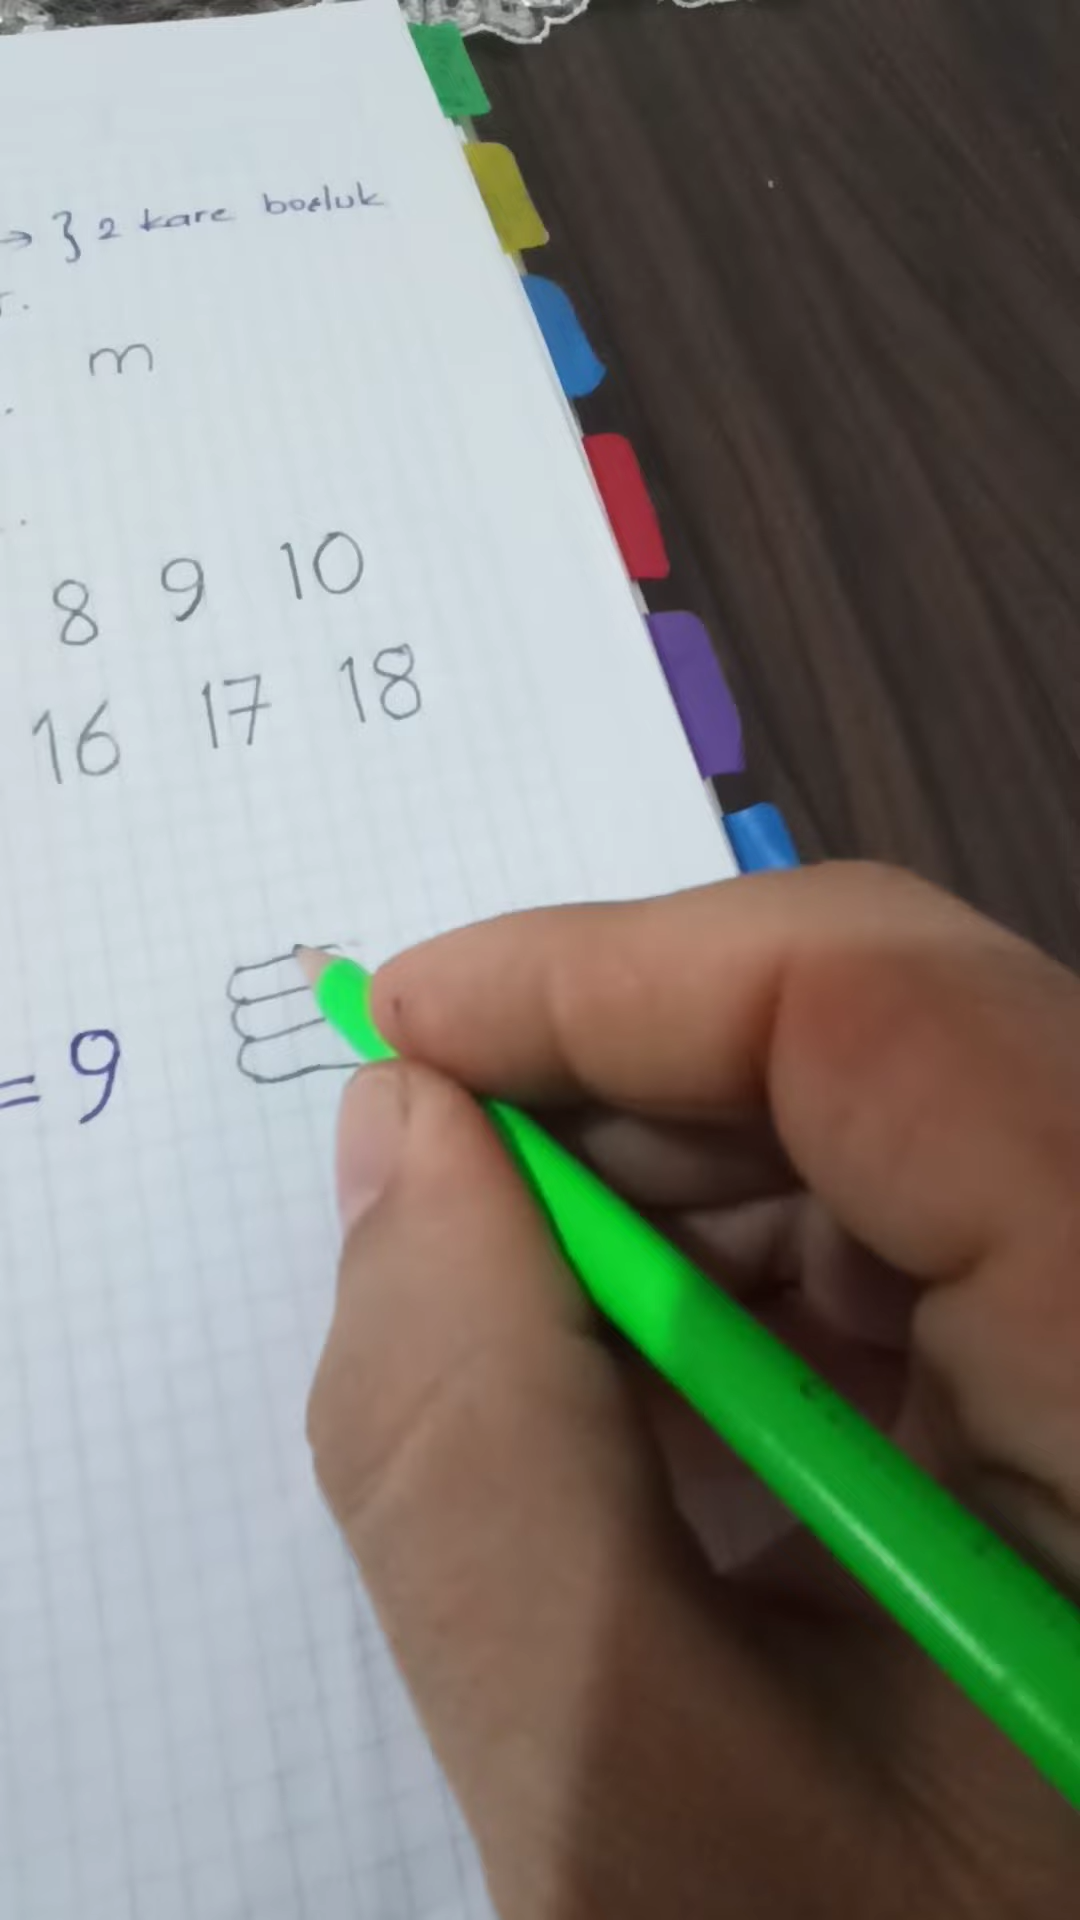 → } 2 kare boşluk
r.
m
8 9 10
16 17 18
= 9